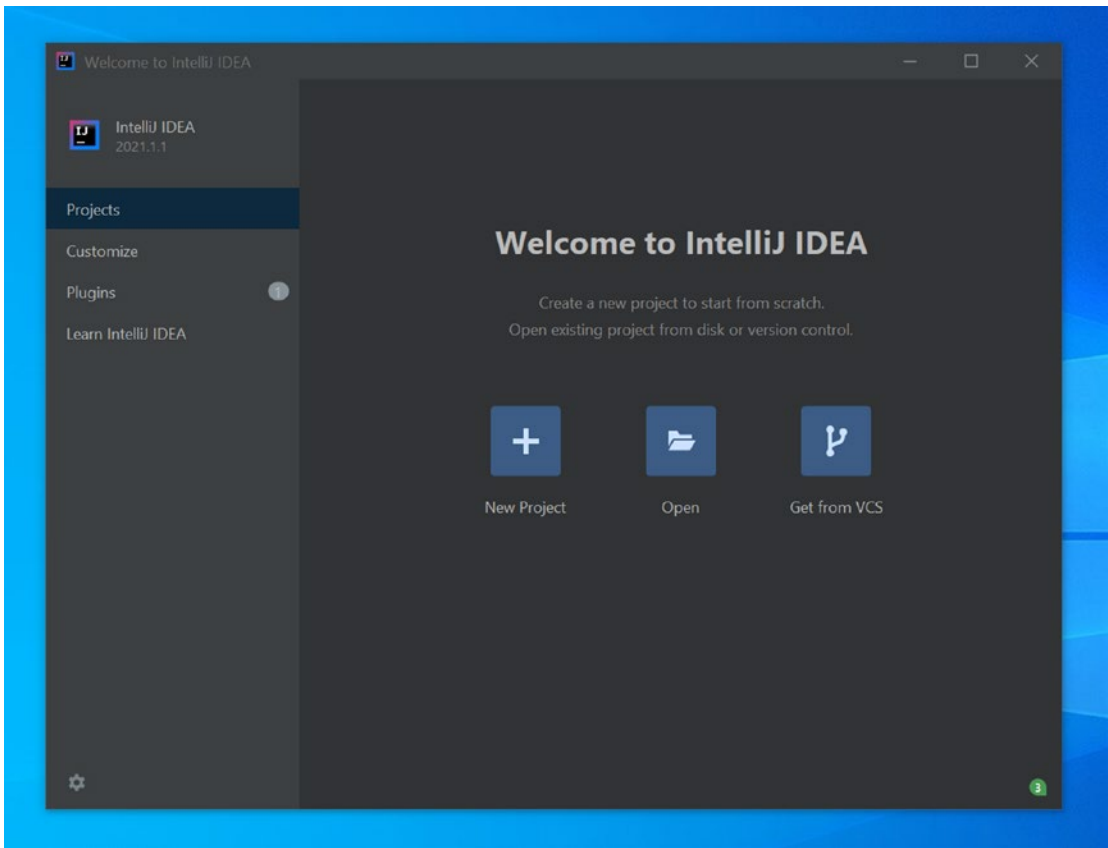 Welcome to IntelliJ IDEA
IJ
IntelliJ IDEA
2021.1.1
Projects
Customize
Plugins
1
Learn IntelliJ IDEA
Welcome to IntelliJ IDEA
Create a new project to start from scratch.
Open existing project from disk or version control.
New Project
Open
Get from VCS
3